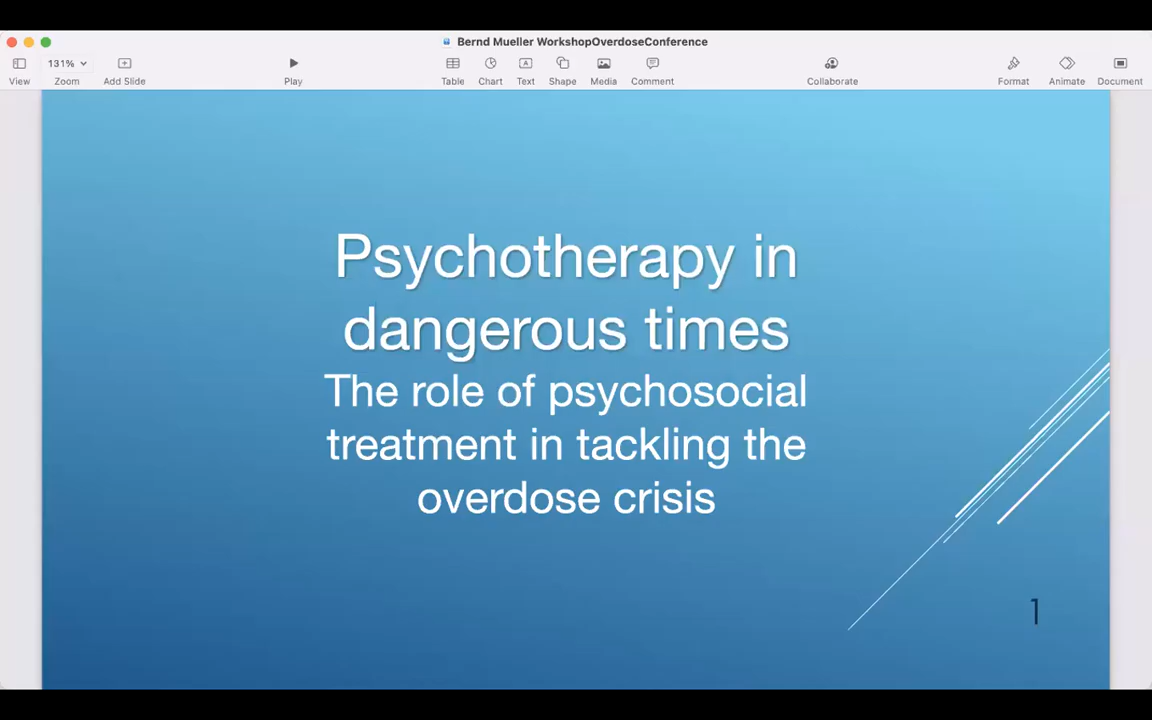 Bernd Mueller WorkshopOverdoseConference
131%
View
Zoom
Add Slide
Play
Table
Chart
Text
Shape
Media
Comment
Collaborate
Format
Animate
Document
Psychotherapy in
dangerous times
The role of psychosocial
treatment in tackling the
overdose crisis
1